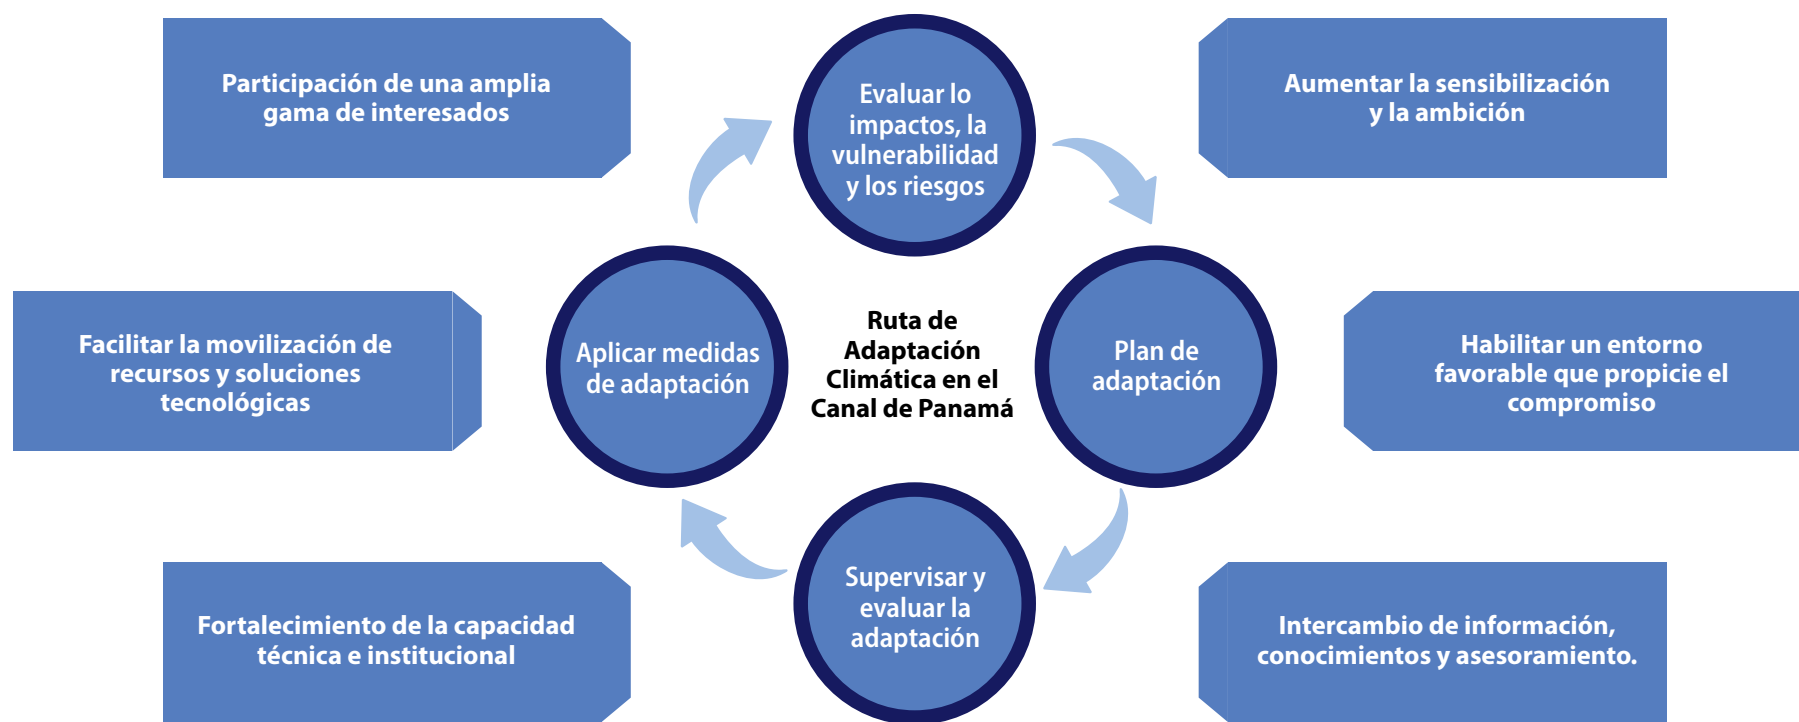 Participación de una amplia
gama de interesados
Evaluar lo
impactos, la
vulnerabilidad
y los riesgos
Aumentar la sensibilización
y la ambición
Facilitar la movilización de
recursos y soluciones
tecnológicas
Aplicar medidas
de adaptación
Ruta de
Adaptación
Climática en el
Canal de Panamá
Plan de
adaptación
Habilitar un entorno
favorable que propicie el
compromiso
Fortalecimiento de la capacidad
técnica e institucional
Supervisar y
evaluar la
adaptación
Intercambio de información,
conocimientos y asesoramiento.